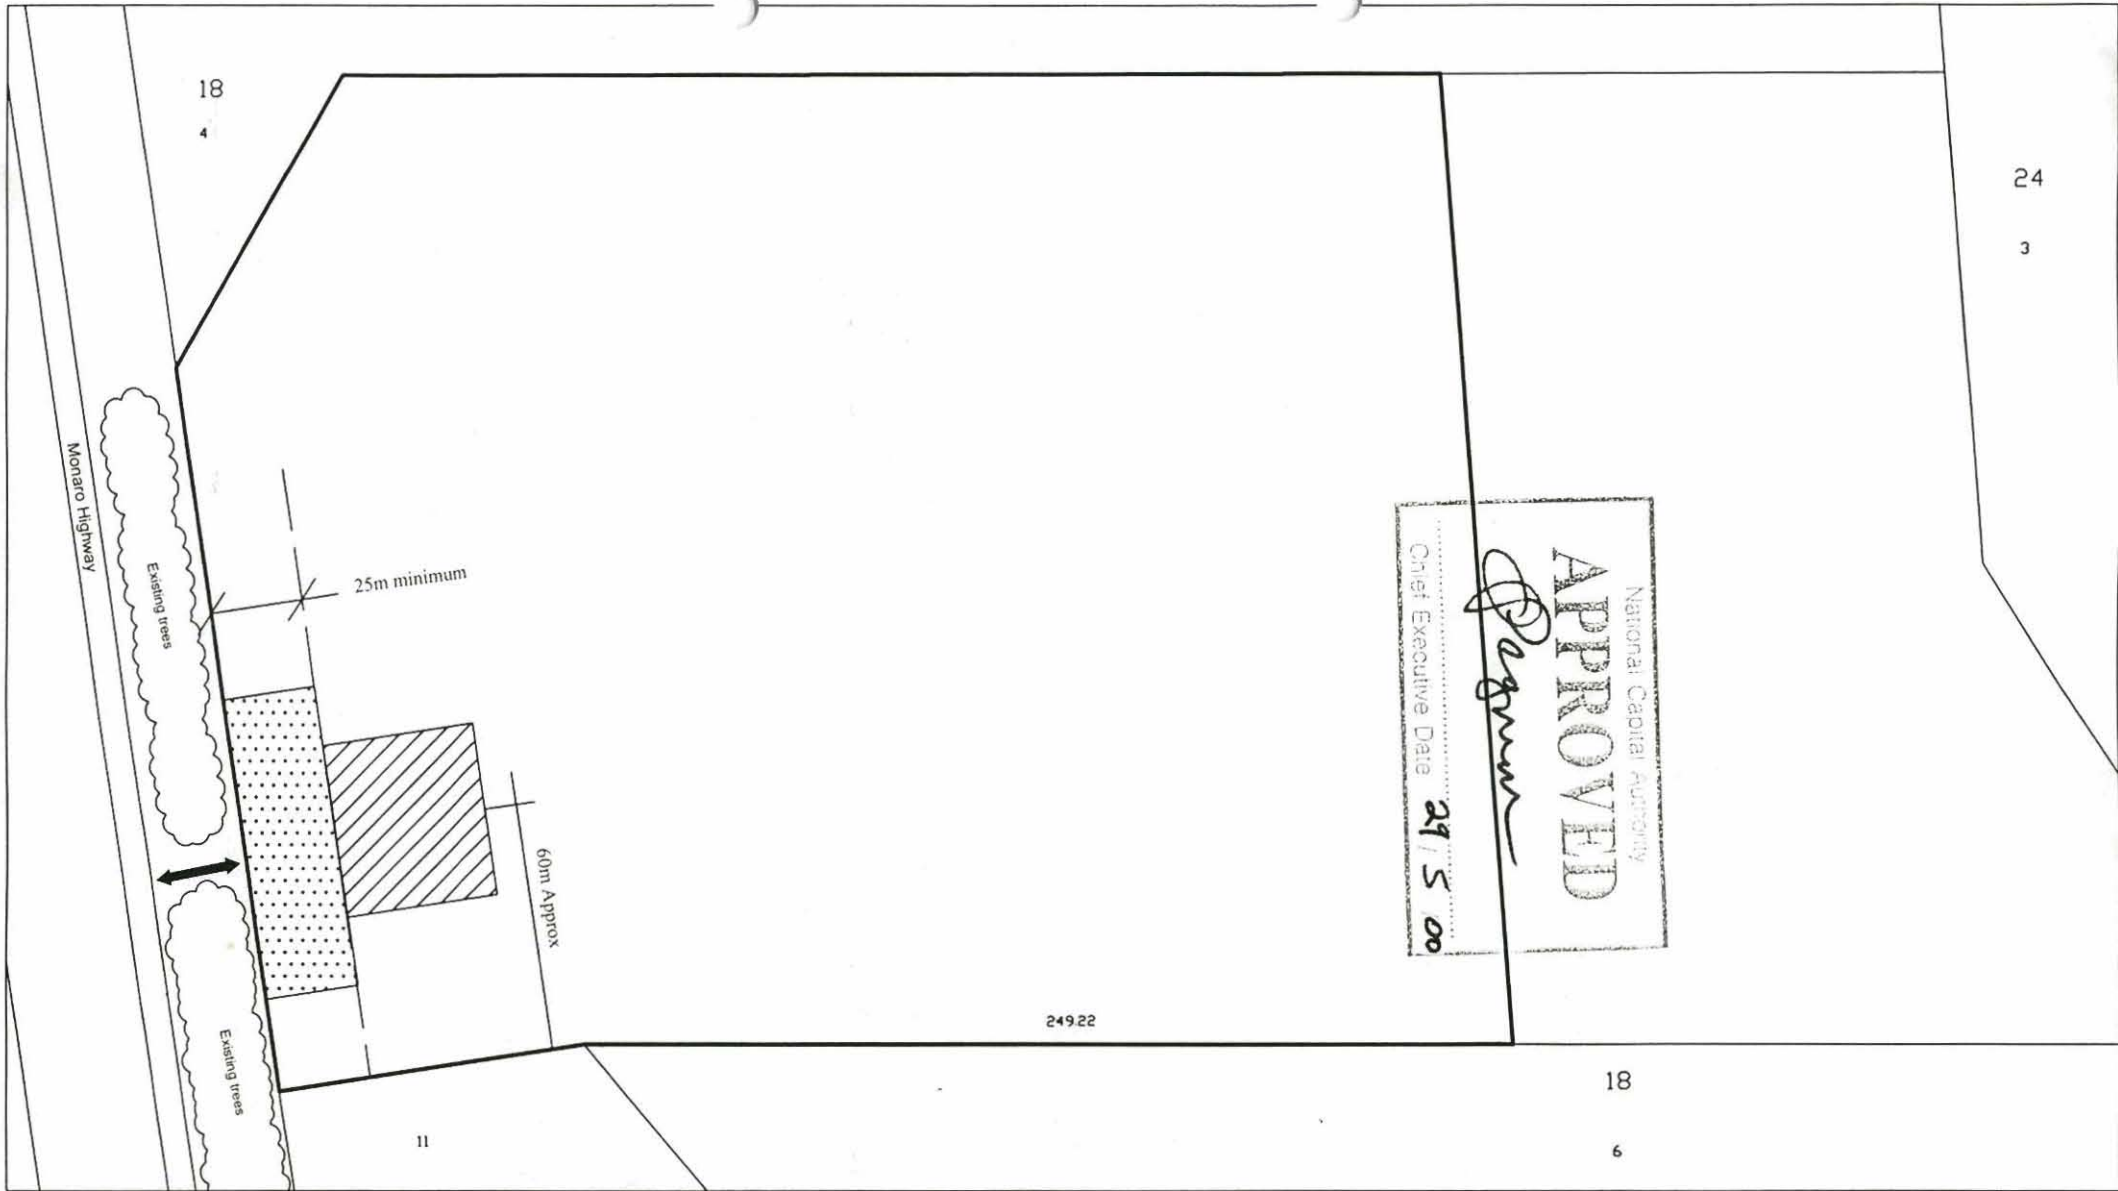 18
4
24
3
Monaro Highway
Existing trees
25m minimum
60m Approx
Existing trees
249.22
11
18
6
National Capital Authority
APPROVED
Chief Executive Date 29/5/00